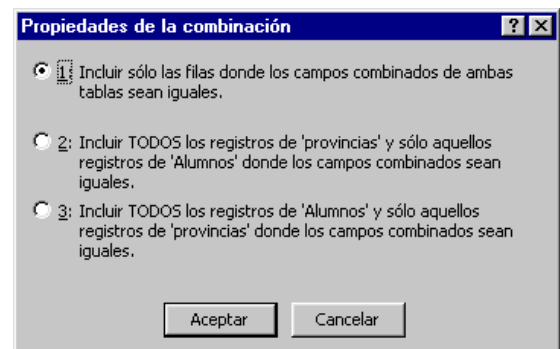 Propiedades de la combinación
1: Incluir sólo las filas donde los campos combinados de ambas
tablas sean iguales.
2: Incluir TODOS los registros de 'provincias' y sólo aquellos
registros de 'Alumnos' donde los campos combinados sean
iguales.
3: Incluir TODOS los registros de 'Alumnos' y sólo aquellos
registros de 'provincias' donde los campos combinados sean
iguales.
Aceptar Cancelar